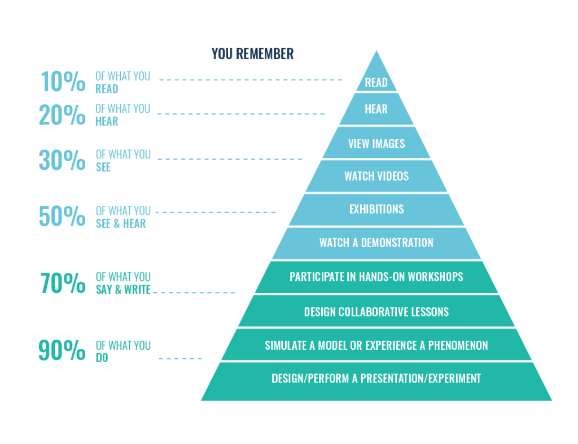 YOU REMEMBER
10% OF WHAT YOU
READ
20% OF WHAT YOU
HEAR
30% OF WHAT YOU
SEE
50% OF WHAT YOU
SEE & HEAR
70% OF WHAT YOU
SAY & WRITE
90% OF WHAT YOU
DO
READ
HEAR
VIEW IMAGES
WATCH VIDEOS
EXHIBITIONS
WATCH A DEMONSTRATION
PARTICIPATE IN HANDS-ON WORKSHOPS
DESIGN COLLABORATIVE LESSONS
SIMULATE A MODEL OR EXPERIENCE A PHENOMENON
DESIGN/PERFORM A PRESENTATION/EXPERIMENT